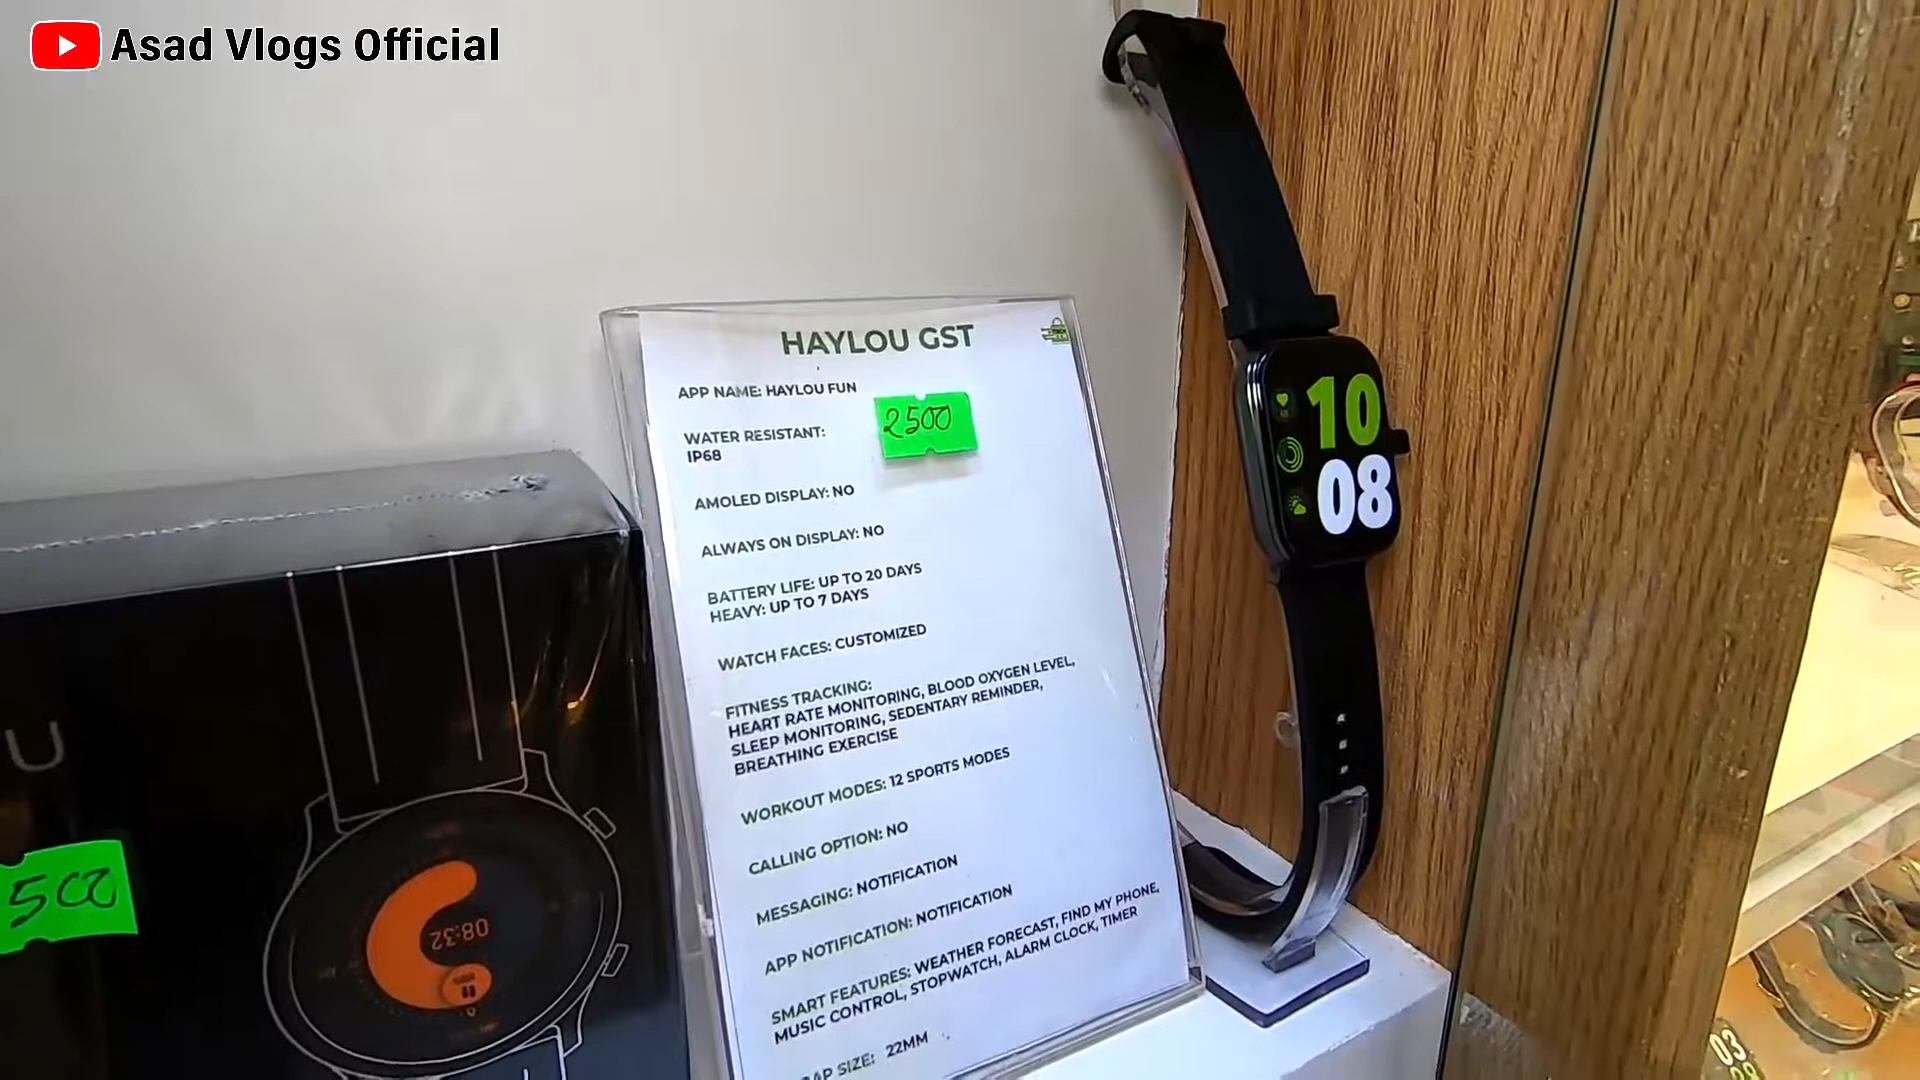 Asad Vlogs Official
HAYLOU GST
APP NAME: HAYLOU FUN
2500
WATER RESISTANT:
IP68
AMOLED DISPLAY: NO
ALWAYS ON DISPLAY: NO
BATTERY LIFE: UP TO 20 DAYS
HEAVY: UP TO 7 DAYS
WATCH FACES: CUSTOMIZED
FITNESS TRACKING:
HEART RATE MONITORING, BLOOD OXYGEN LEVEL,
SLEEP MONITORING, SEDENTARY REMINDER,
BREATHING EXERCISE
WORKOUT MODES: 12 SPORTS MODES
CALLING OPTION: NO
MESSAGING: NOTIFICATION
APP NOTIFICATION: NOTIFICATION
SMART FEATURES: WEATHER FORECAST, FIND MY PHONE,
MUSIC CONTROL, STOPWATCH, ALARM CLOCK, TIMER
SIZE: 22MM
10
08
U
500
08:32
03